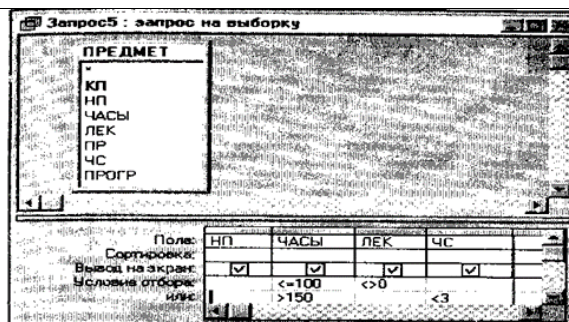 Запрос5 : запрос на выборку
ПРЕДМЕТ
*
КП
НП
ЧАСЫ
ЛЕК
ПР
ЧС
ПРОГР
Поле: НП ЧАСЫ ЛЕК ЧС
Сортировка:
Вывод на экран:
Условие отбора: <=100 <>0
или: >150 <3